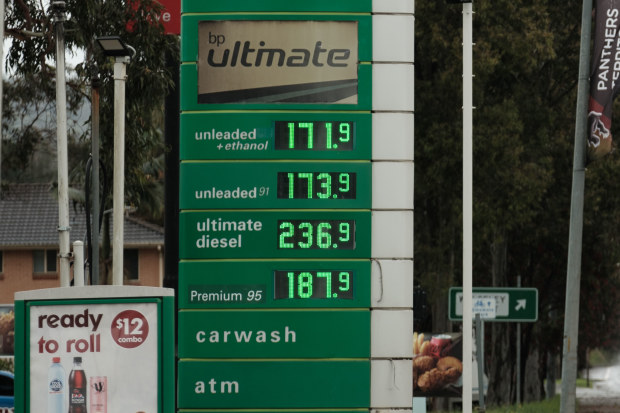 bp
ultimate
unleaded
+ ethanol 171.9
unleaded 91 173.9
ultimate
diesel 236.9
Premium 95 187.9
carwash
atm
ready
to roll
$12
combo
PANTHERS